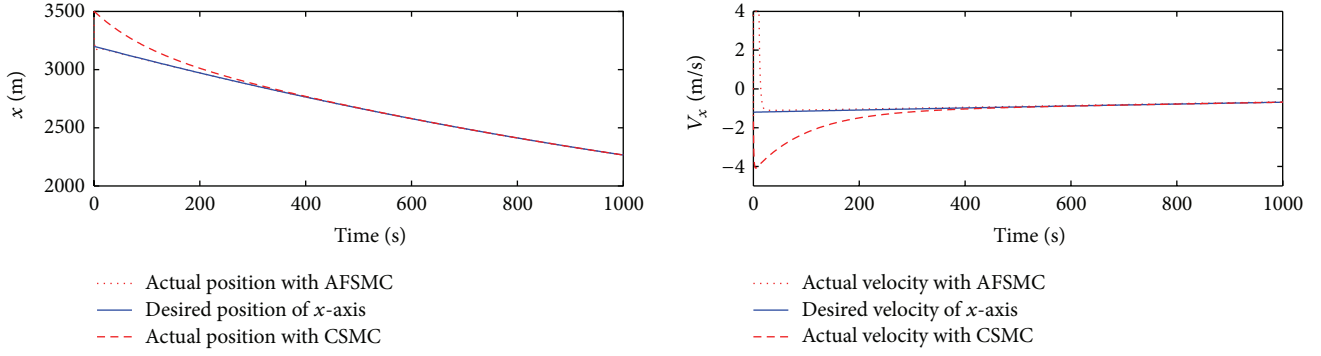 3500
3000
2500
2000
x (m)
0 200 400 600 800 1000
Time (s)
Actual position with AFSMC
Desired position of x-axis
Actual position with CSMC
4
2
0
−2
−4
Vx (m/s)
0 200 400 600 800 1000
Time (s)
Actual velocity with AFSMC
Desired velocity of x-axis
Actual velocity with CSMC